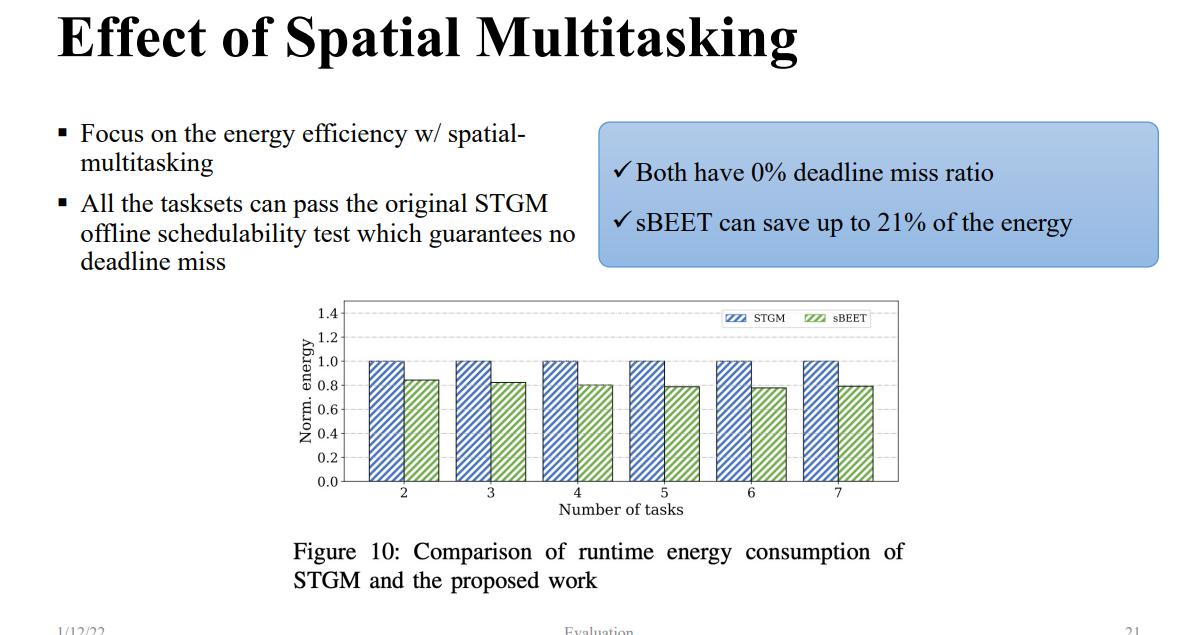 Effect of Spatial Multitasking
▪ Focus on the energy efficiency w/ spatial-
multitasking
▪ All the tasksets can pass the original STGM
offline schedulability test which guarantees no
deadline miss
✓Both have 0% deadline miss ratio
✓sBEET can save up to 21% of the energy
STGM sBEET
Norm. energy
1.4
1.2
1.0
0.8
0.6
0.4
0.2
0.0
2 3 4 5 6 7
Number of tasks
Figure 10: Comparison of runtime energy consumption of
STGM and the proposed work
1/12/22 Evaluation 21